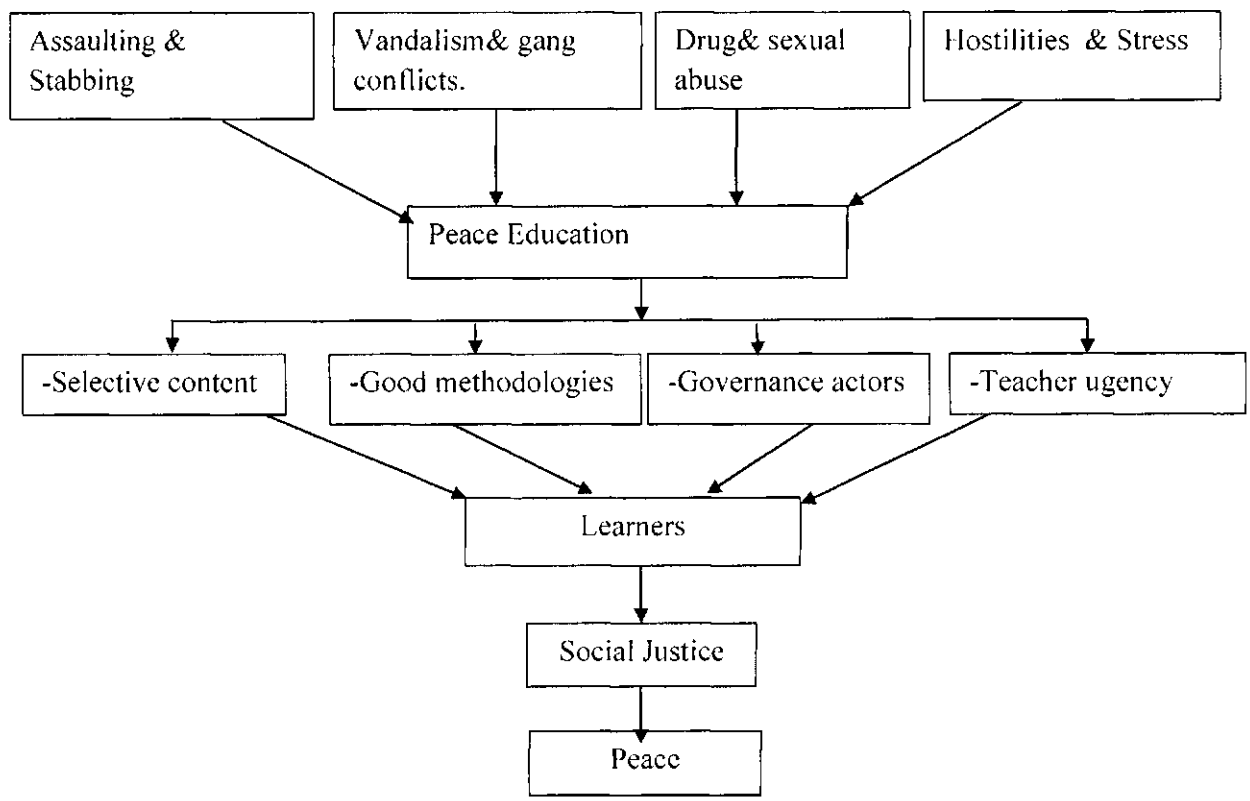 Assaulting &
Stabbing
Vandalism& gang
conflicts.
Drug& sexual
abuse
Hostilities & Stress
Peace Education
-Selective content
-Good methodologies
-Governance actors
-Teacher ugency
Learners
Social Justice
Peace